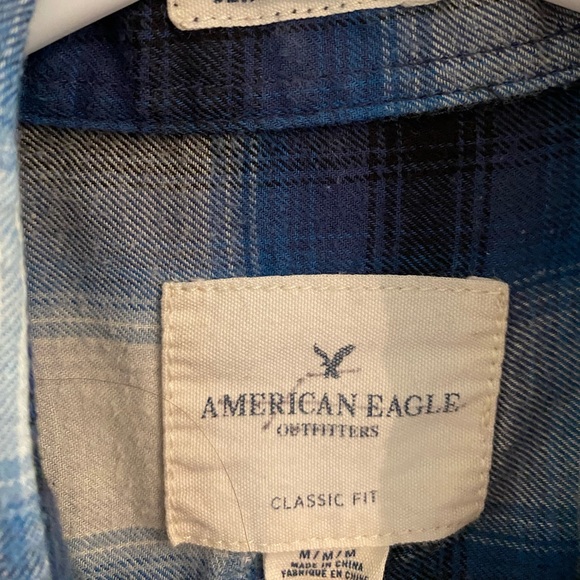 AMERICAN EAGLE
OUTFITTERS
CLASSIC FIT
M/M/M
MADE IN CHINA
FABRIQUÉ EN CHINE